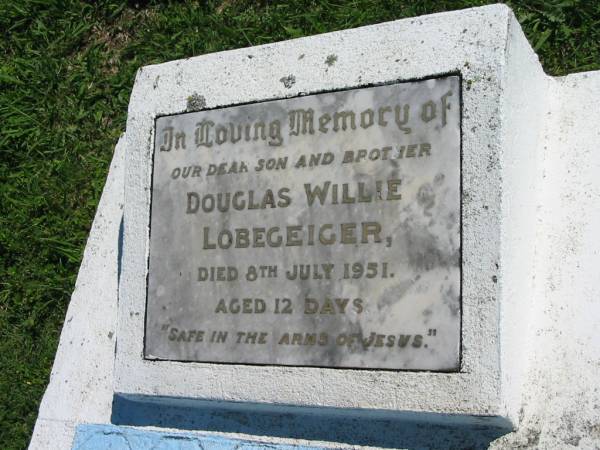 In Loving Memory of
OUR DEAR SON AND BROTHER
DOUGLAS WILLIE
LOBEGEIGER,
DIED 8TH JULY 1951.
AGED 12 DAYS
"SAFE IN THE ARMS OF JESUS."